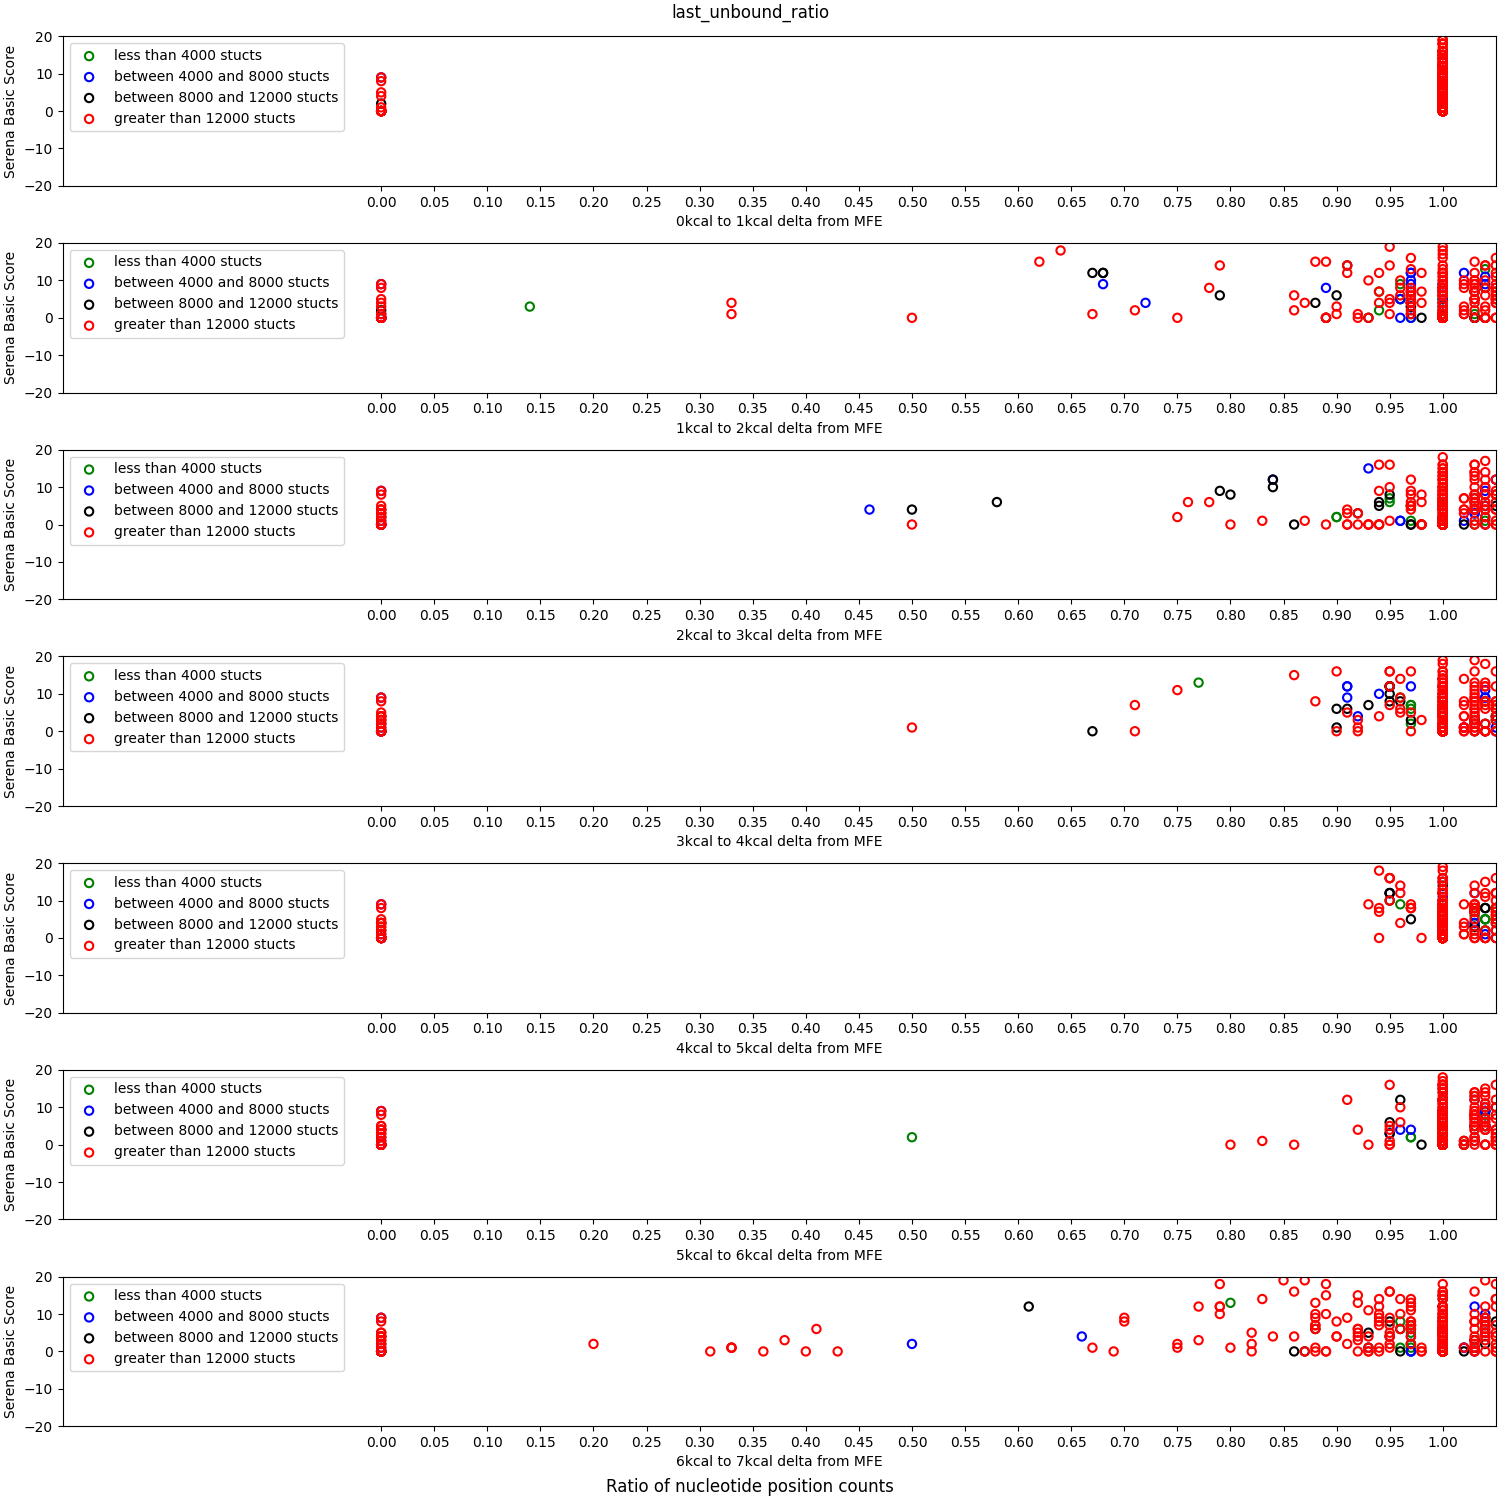 last_unbound_ratio
Serena Basic Score
20
10
0
−10
−20
less than 4000 stucts
between 4000 and 8000 stucts
between 8000 and 12000 stucts
greater than 12000 stucts
0.00 0.05 0.10 0.15 0.20 0.25 0.30 0.35 0.40 0.45 0.50 0.55 0.60 0.65 0.70 0.75 0.80 0.85 0.90 0.95 1.00
0kcal to 1kcal delta from MFE
Serena Basic Score
20
10
0
−10
−20
less than 4000 stucts
between 4000 and 8000 stucts
between 8000 and 12000 stucts
greater than 12000 stucts
0.00 0.05 0.10 0.15 0.20 0.25 0.30 0.35 0.40 0.45 0.50 0.55 0.60 0.65 0.70 0.75 0.80 0.85 0.90 0.95 1.00
1kcal to 2kcal delta from MFE
Serena Basic Score
20
10
0
−10
−20
less than 4000 stucts
between 4000 and 8000 stucts
between 8000 and 12000 stucts
greater than 12000 stucts
0.00 0.05 0.10 0.15 0.20 0.25 0.30 0.35 0.40 0.45 0.50 0.55 0.60 0.65 0.70 0.75 0.80 0.85 0.90 0.95 1.00
2kcal to 3kcal delta from MFE
Serena Basic Score
20
10
0
−10
−20
less than 4000 stucts
between 4000 and 8000 stucts
between 8000 and 12000 stucts
greater than 12000 stucts
0.00 0.05 0.10 0.15 0.20 0.25 0.30 0.35 0.40 0.45 0.50 0.55 0.60 0.65 0.70 0.75 0.80 0.85 0.90 0.95 1.00
3kcal to 4kcal delta from MFE
Serena Basic Score
20
10
0
−10
−20
less than 4000 stucts
between 4000 and 8000 stucts
between 8000 and 12000 stucts
greater than 12000 stucts
0.00 0.05 0.10 0.15 0.20 0.25 0.30 0.35 0.40 0.45 0.50 0.55 0.60 0.65 0.70 0.75 0.80 0.85 0.90 0.95 1.00
4kcal to 5kcal delta from MFE
Serena Basic Score
20
10
0
−10
−20
less than 4000 stucts
between 4000 and 8000 stucts
between 8000 and 12000 stucts
greater than 12000 stucts
0.00 0.05 0.10 0.15 0.20 0.25 0.30 0.35 0.40 0.45 0.50 0.55 0.60 0.65 0.70 0.75 0.80 0.85 0.90 0.95 1.00
5kcal to 6kcal delta from MFE
Serena Basic Score
20
10
0
−10
−20
less than 4000 stucts
between 4000 and 8000 stucts
between 8000 and 12000 stucts
greater than 12000 stucts
0.00 0.05 0.10 0.15 0.20 0.25 0.30 0.35 0.40 0.45 0.50 0.55 0.60 0.65 0.70 0.75 0.80 0.85 0.90 0.95 1.00
6kcal to 7kcal delta from MFE
Ratio of nucleotide position counts